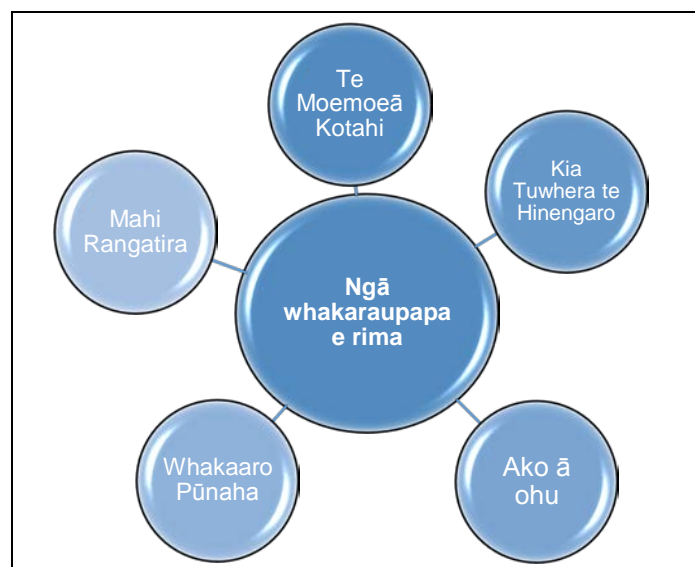 Te
Moemoeā
Kotahi
Kia
Tuwhera te
Hinengaro
Mahi
Rangatira
Ngā
whakaraupapa
e rima
Whakaaro
Pūnaha
Ako ā
ohu